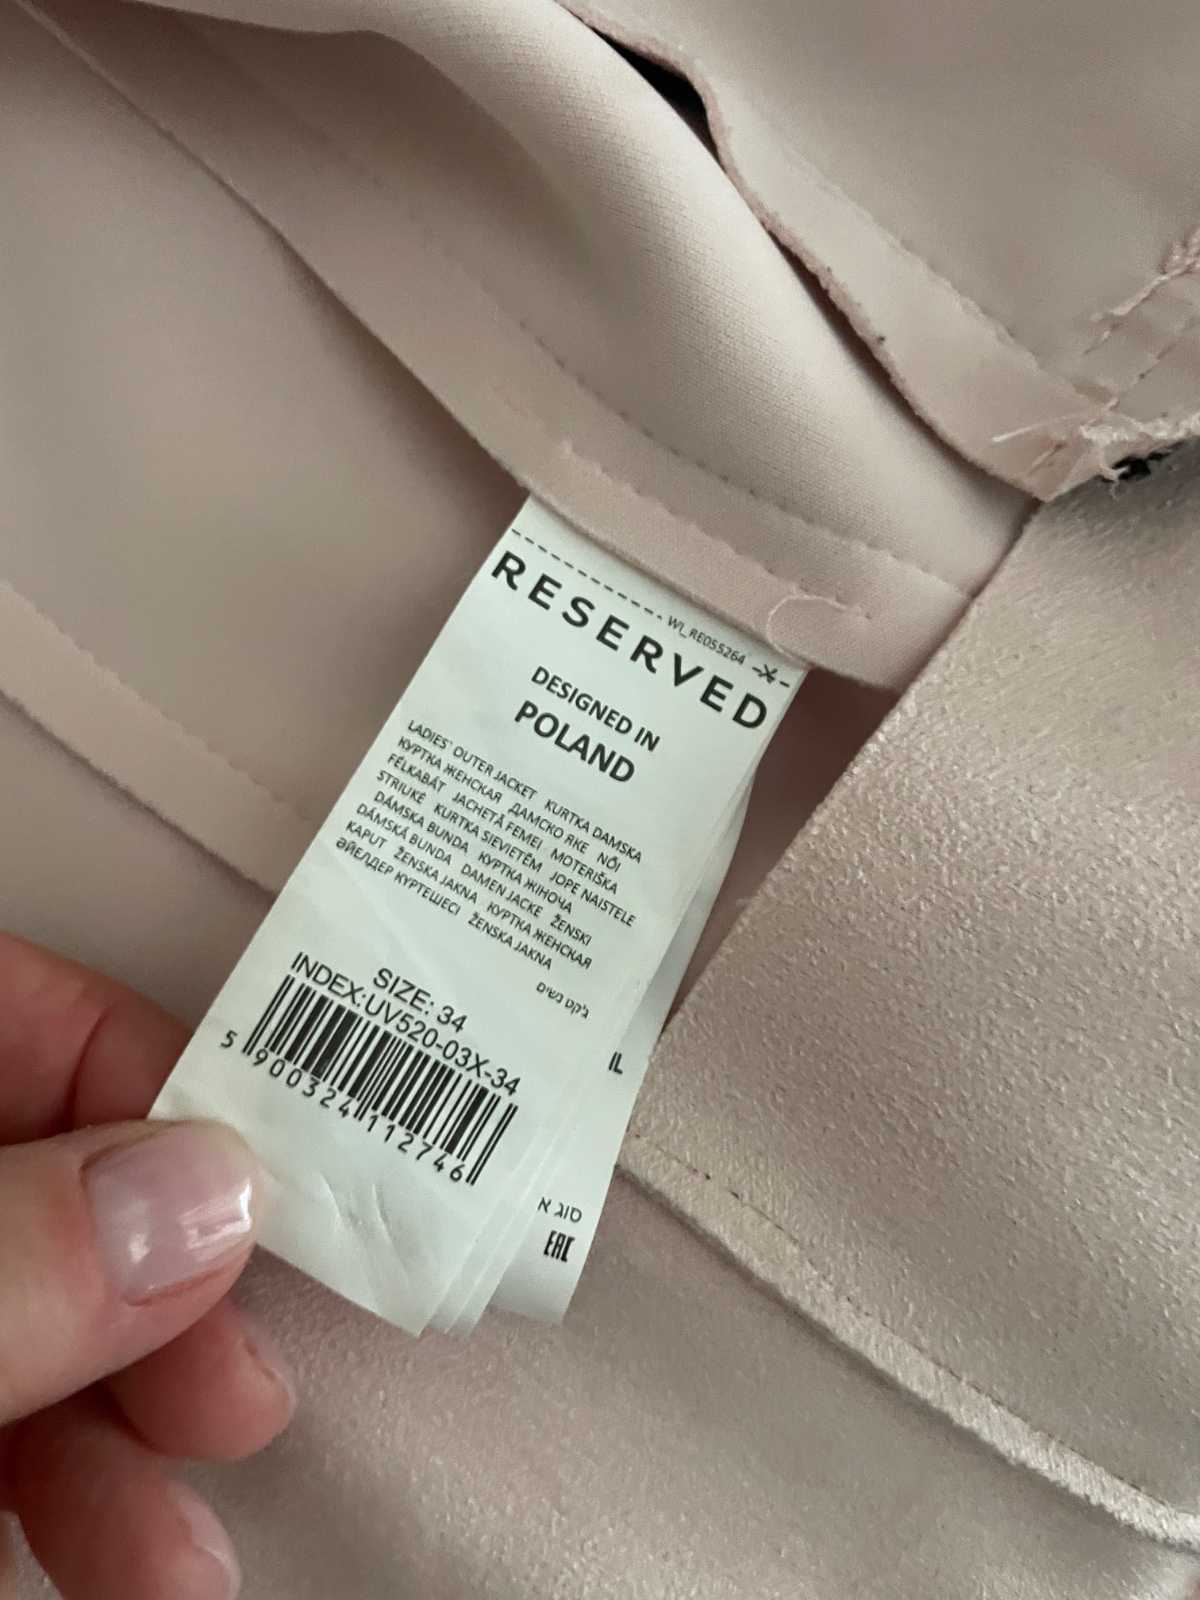 WI_RE055264
RESERVED
DESIGNED IN
POLAND
LADIES' OUTER JACKET KURTKA DAMSKA
КУРТКА ЖЕНСКАЯ ДАМСКО ЯКЕ NŐI
FÉLKABÁT JACHETĂ FEMEI MOTERIŠKA
STRIUKĖ KURTKA SIEVIETĒM JOPE NAISTELE
DÁMSKA BUNDA КУРТКА ЖІНОЧА
DÁMSKÁ BUNDA DAMEN JACKE ŽENSKI
KAPUT ŽENSKA JAKNA КУРТКА ЖЕНСКАЯ
ӘЙЕЛДЕР КҮРТЕШЕСІ ŽENSKA JAKNA
ג'קט נשים
SIZE: 34
INDEX:UV520-03X-34
5 900324 112746
IL
סוג א
EAC